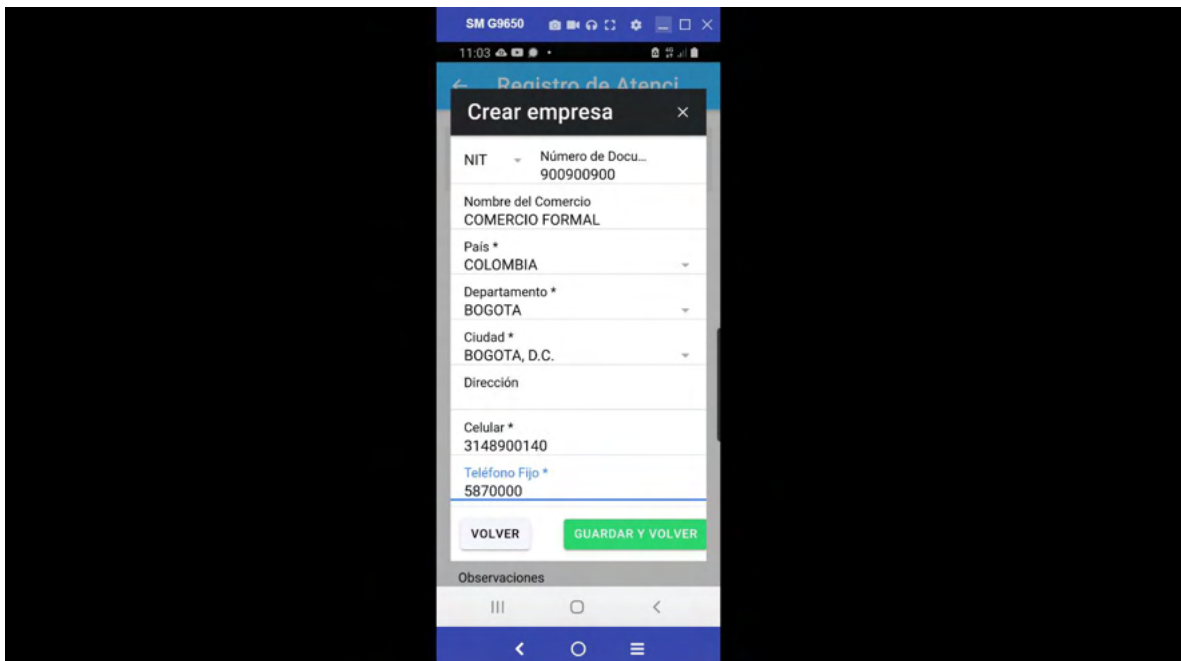 SM G9650
11:03
Registro de Atenci
Crear empresa
NIT
Número de Docu...
900900900
Nombre del Comercio
COMERCIO FORMAL
País *
COLOMBIA
Departamento *
BOGOTA
Ciudad *
BOGOTA, D.C.
Dirección
Celular *
3148900140
Teléfono Fijo *
5870000
VOLVER
GUARDAR Y VOLVER
Observaciones